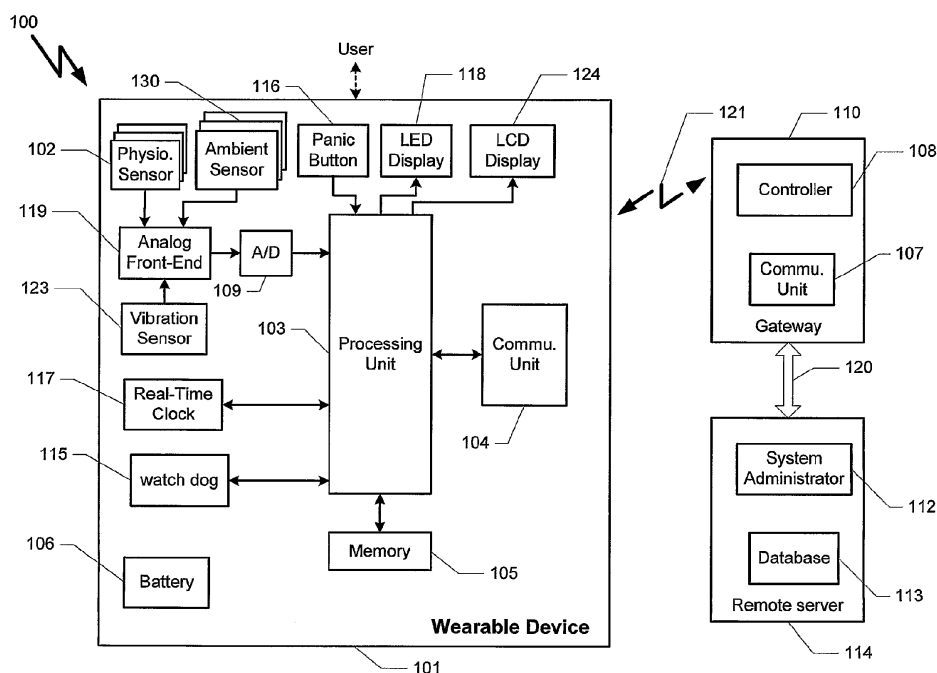 100
User
130
116
118
124
102
Physio.
Sensor
Ambient
Sensor
Panic
Button
LED
Display
LCD
Display
121
110
Controller
108
119
Analog
Front-End
A/D
109
Commu.
Unit
107
Gateway
123
Vibration
Sensor
103
Processing
Unit
Commu.
Unit
104
120
117
Real-Time
Clock
115
watch dog
System
Administrator
112
106
Battery
Memory
105
Database
113
Remote server
Wearable Device
101
114